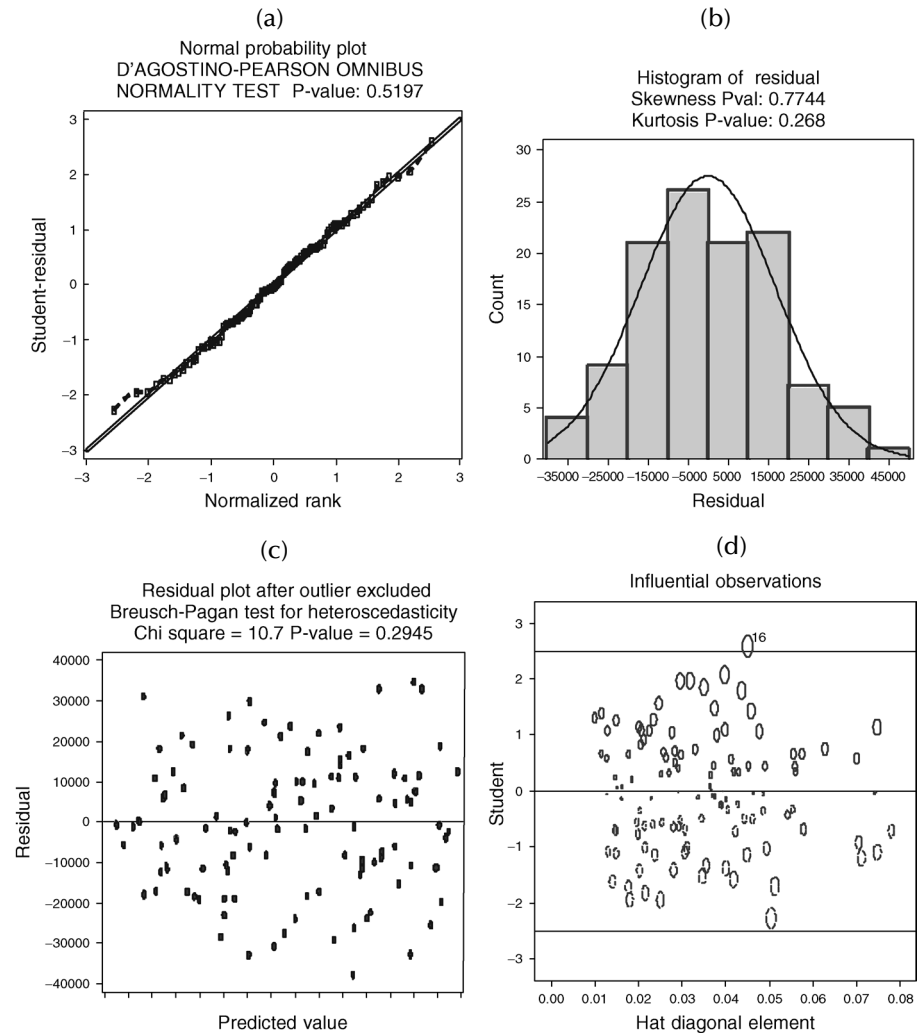 (a)
Normal probability plot
D'AGOSTINO-PEARSON OMNIBUS
NORMALITY TEST P-value: 0.5197
3
2
1
0
−1
−2
−3
Student-residual
−3 −2 −1 0 1 2 3
Normalized rank
(b)
Histogram of residual
Skewness Pval: 0.7744
Kurtosis P-value: 0.268
30
25
20
15
10
5
0
Count
−35000 −25000 −15000 −5000 5000 15000 25000 35000 45000
Residual
(c)
Residual plot after outlier excluded
Breusch-Pagan test for heteroscedasticity
Chi square = 10.7 P-value = 0.2945
40000
30000
20000
10000
0
−10000
−20000
−30000
−40000
Residual
Predicted value
(d)
Influential observations
3
2
1
0
−1
−2
−3
Student
16
0.00 0.01 0.02 0.03 0.04 0.05 0.06 0.07 0.08
Hat diagonal element